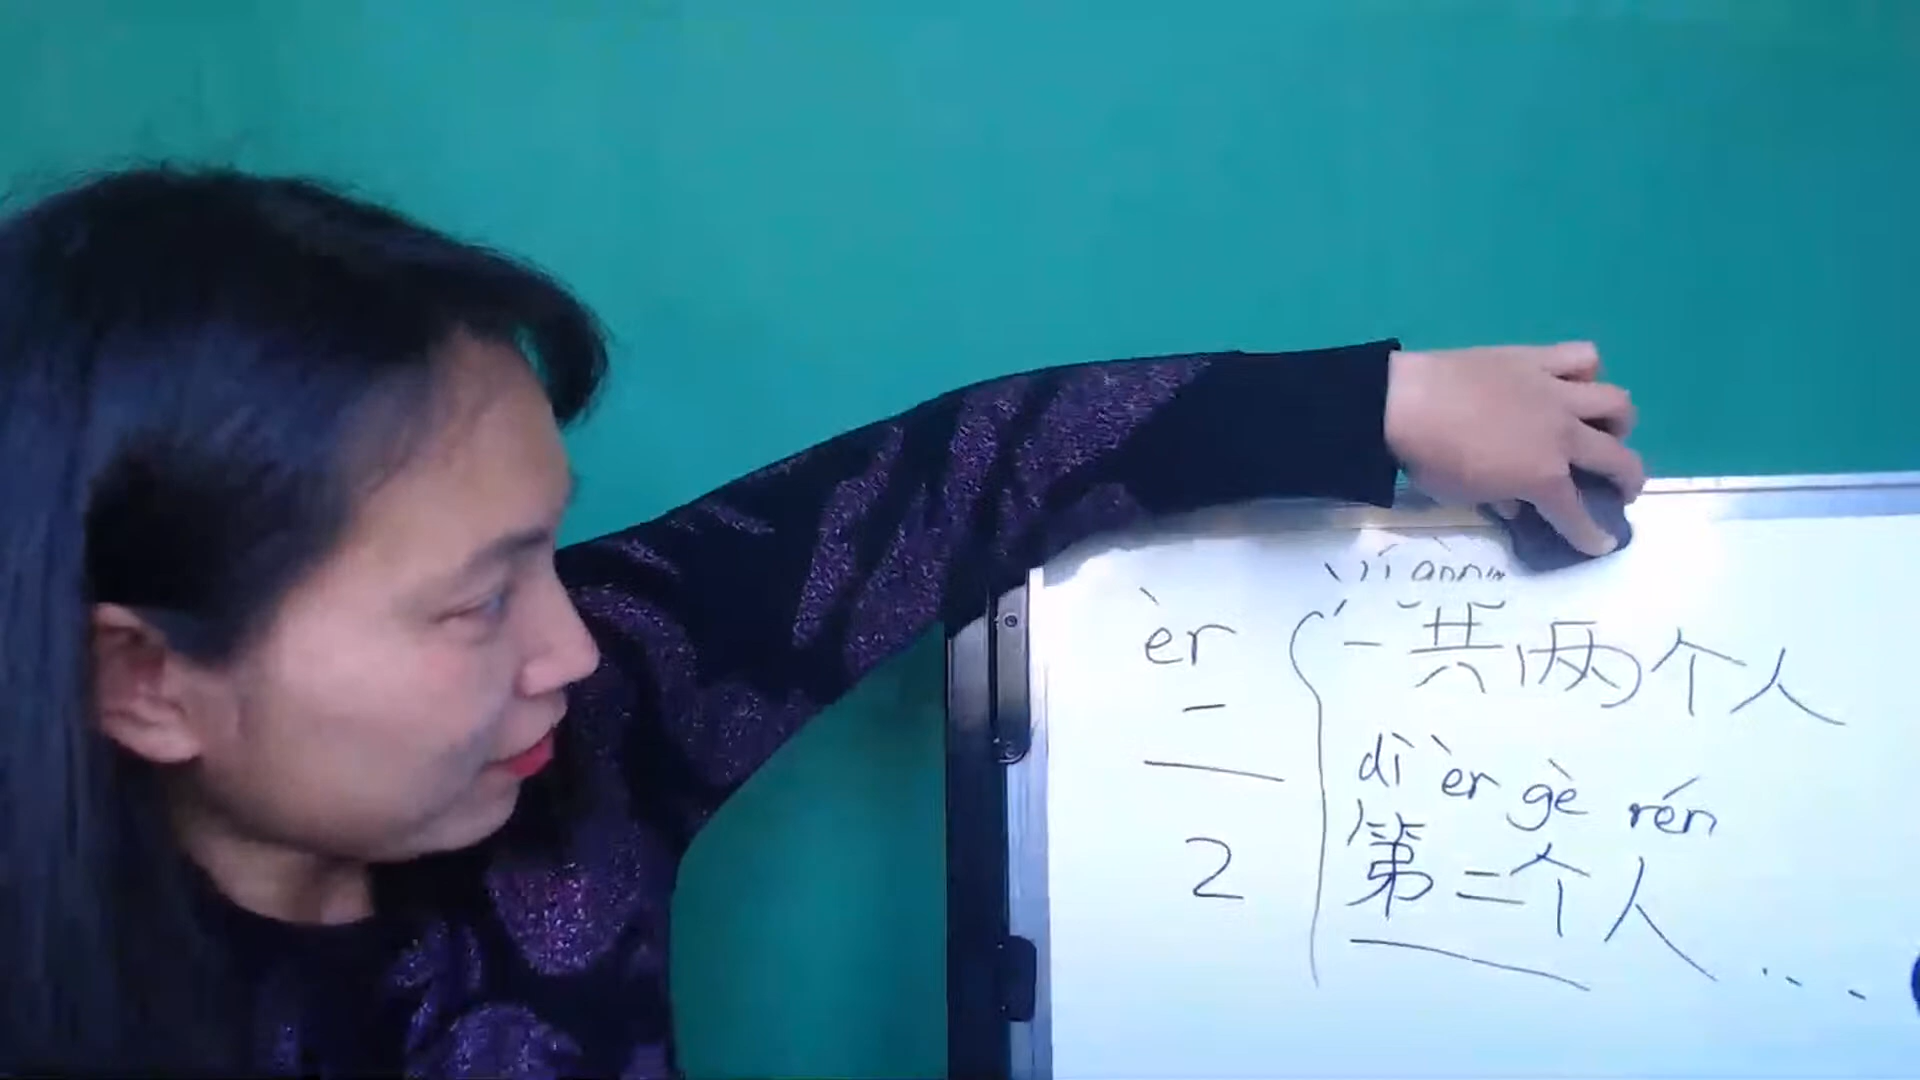 èr
二
2
一共两个人
dì èr gè rén
第二个人...